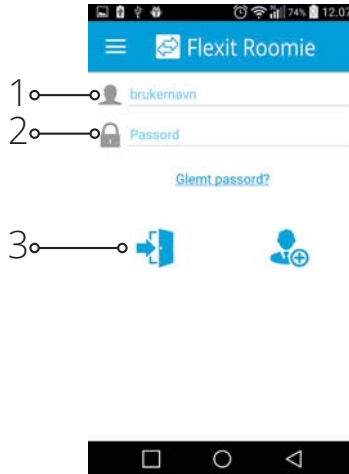 74% 12.07
Flexit Roomie
1 brukernavn
2 Passord
Glemt passord?
3